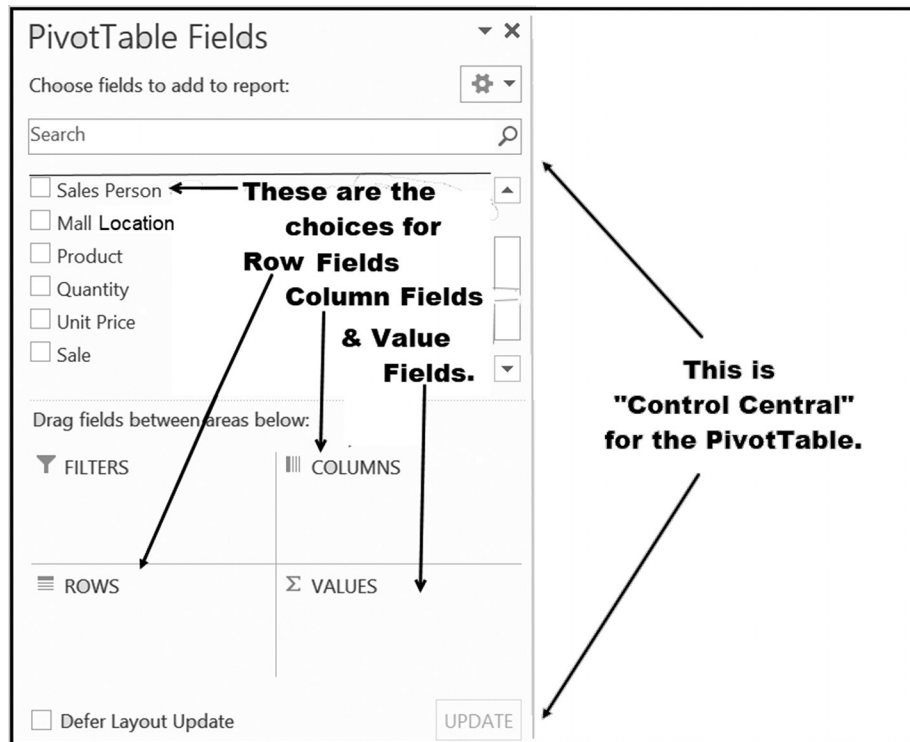 PivotTable Fields
Choose fields to add to report:
Search
Sales Person
Mall Location
Product
Quantity
Unit Price
Sale
These are the
choices for
Row Fields
Column Fields
& Value
Fields.
Drag fields between areas below:
FILTERS
COLUMNS
ROWS
Σ VALUES
Defer Layout Update
UPDATE
This is
"Control Central"
for the PivotTable.